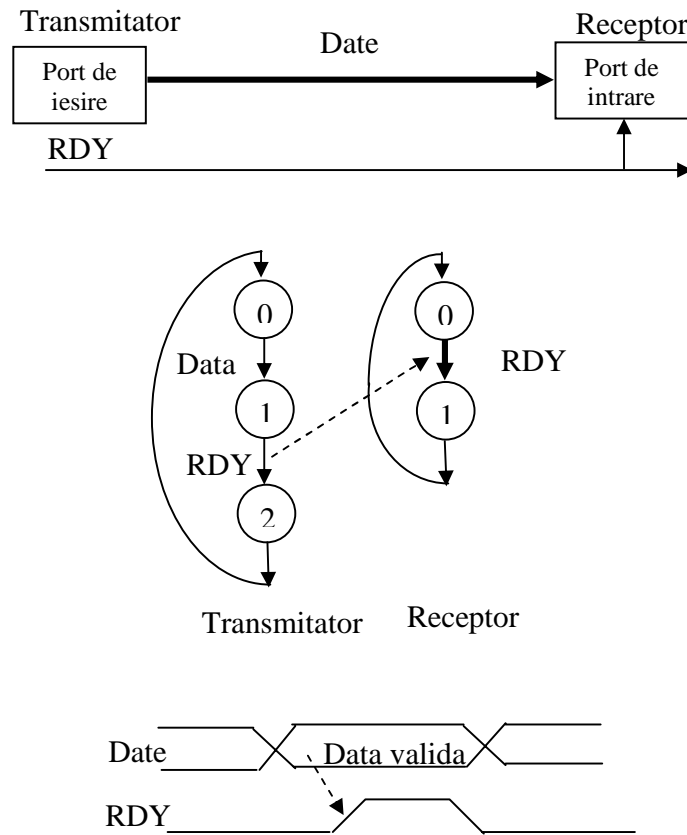 Transmitator
Receptor
Date
Port de
iesire
Port de
intrare
RDY
0
0
Data
RDY
1
1
RDY
2
Transmitator
Receptor
Date
Data valida
RDY